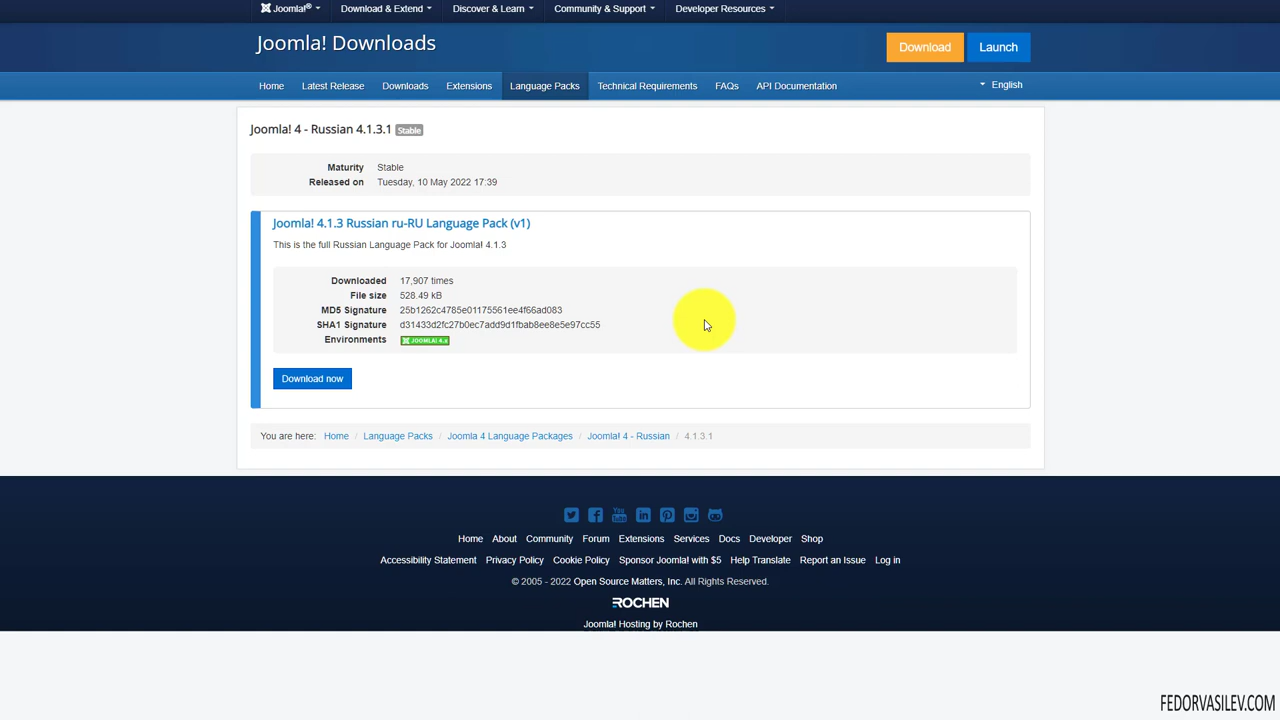 Joomla!® Download & Extend Discover & Learn Community & Support Developer Resources
Joomla! Downloads
Download Launch
Home Latest Release Downloads Extensions Language Packs Technical Requirements FAQs API Documentation English
Joomla! 4 - Russian 4.1.3.1 Stable
Maturity Stable
Released on Tuesday, 10 May 2022 17:39
Joomla! 4.1.3 Russian ru-RU Language Pack (v1)
This is the full Russian Language Pack for Joomla! 4.1.3
Downloaded 17,907 times
File size 528.49 kB
MD5 Signature 25b1262c4785e01175561ee4f66ad083
SHA1 Signature d31433d2fc27b0ec7add9d1fbab8ee8e5e97cc55
Environments JOOMLA! 4.x
Download now
You are here: Home / Language Packs / Joomla 4 Language Packages / Joomla! 4 - Russian / 4.1.3.1
You Tube
Home About Community Forum Extensions Services Docs Developer Shop
Accessibility Statement Privacy Policy Cookie Policy Sponsor Joomla! with $5 Help Translate Report an Issue Log in
© 2005 - 2022 Open Source Matters, Inc. All Rights Reserved.
ROCHEN
Joomla! Hosting by Rochen
FEDORVASILEV.COM